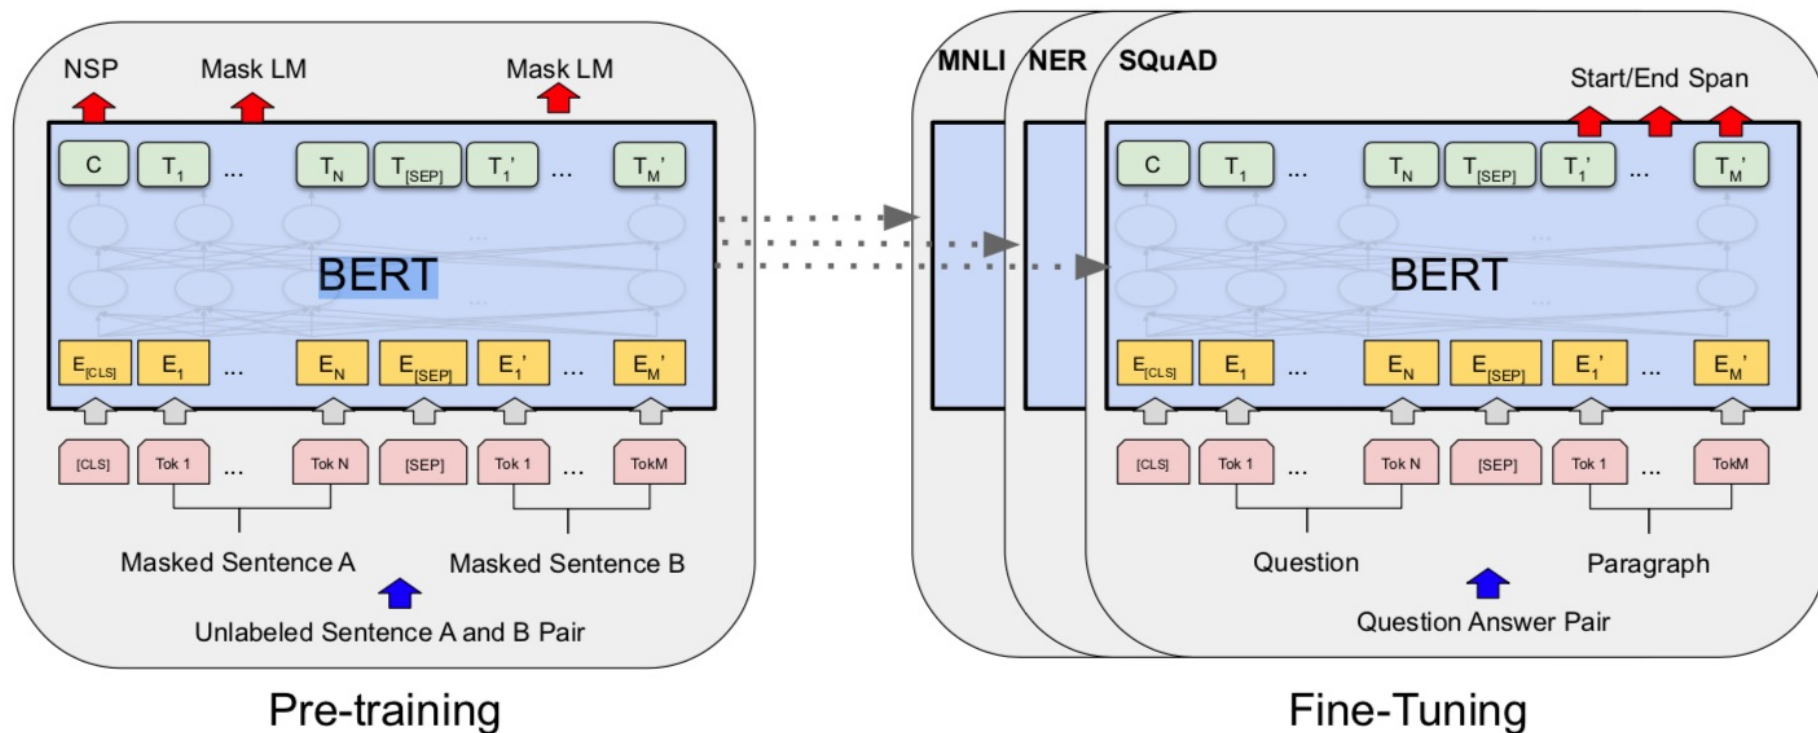 NSP Mask LM Mask LM
C T1 ... TN T[SEP] T1' ... TM'
...
BERT
...
E[CLS] E1 ... EN E[SEP] E1' ... EM'
[CLS] Tok 1 ... Tok N [SEP] Tok 1 ... TokM
Masked Sentence A Masked Sentence B
Unlabeled Sentence A and B Pair
Pre-training
MNLI NER SQuAD
Start/End Span
C T1 ... TN T[SEP] T1' ... TM'
...
BERT
...
E[CLS] E1 ... EN E[SEP] E1' ... EM'
[CLS] Tok 1 ... Tok N [SEP] Tok 1 ... TokM
Question Paragraph
Question Answer Pair
Fine-Tuning